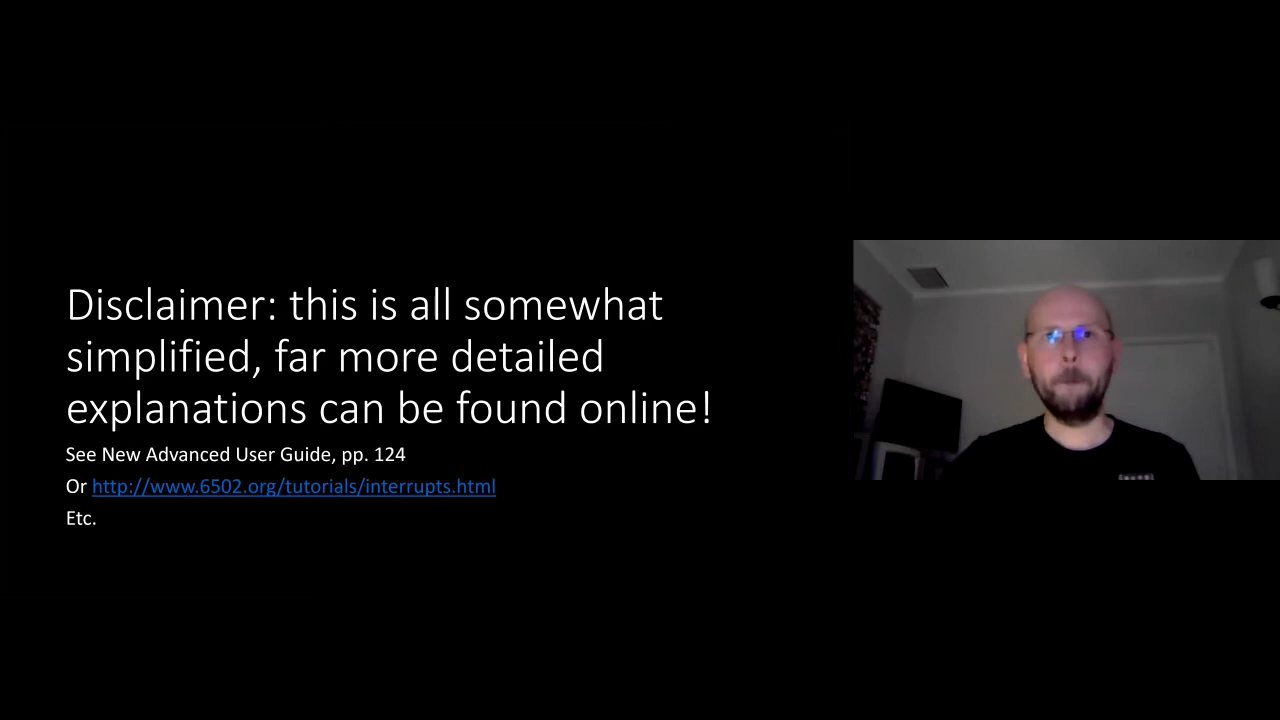 Disclaimer: this is all somewhat
simplified, far more detailed
explanations can be found online!
See New Advanced User Guide, pp. 124
Or http://www.6502.org/tutorials/interrupts.html
Etc.